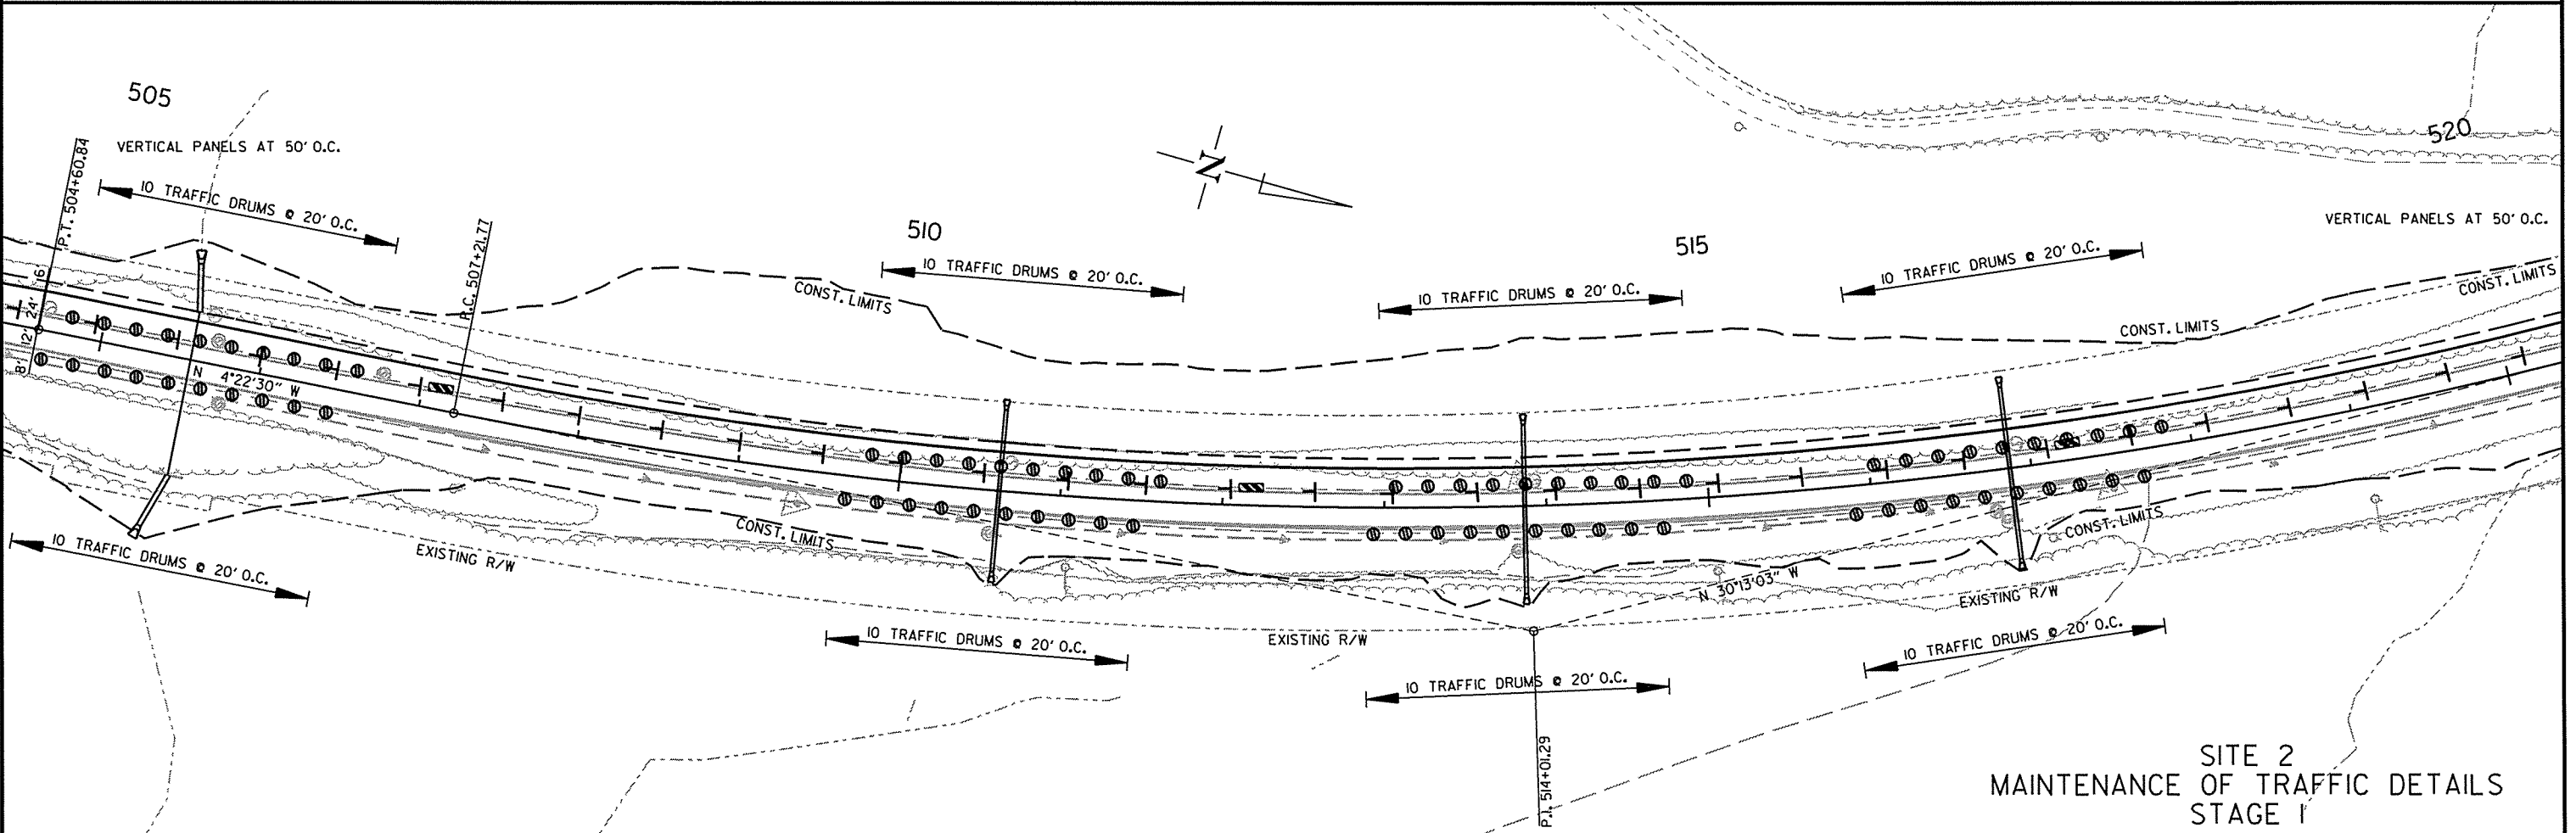 505
VERTICAL PANELS AT 50' O.C.
P.T. 504+60.84
10 TRAFFIC DRUMS @ 20' O.C.
P.C. 507+21.77
510
10 TRAFFIC DRUMS @ 20' O.C.
N
515
10 TRAFFIC DRUMS @ 20' O.C.
10 TRAFFIC DRUMS @ 20' O.C.
520
VERTICAL PANELS AT 50' O.C.
CONST. LIMITS
CONST. LIMITS
CONST. LIMITS
6'
24'
12'
8'
N 4°22'30" W
CONST. LIMITS
CONST. LIMITS
EXISTING R/W
10 TRAFFIC DRUMS @ 20' O.C.
10 TRAFFIC DRUMS @ 20' O.C.
EXISTING R/W
N 30°13'03" W
EXISTING R/W
10 TRAFFIC DRUMS @ 20' O.C.
10 TRAFFIC DRUMS @ 20' O.C.
P.I. 514+01.29
SITE 2
MAINTENANCE OF TRAFFIC DETAILS
STAGE 1